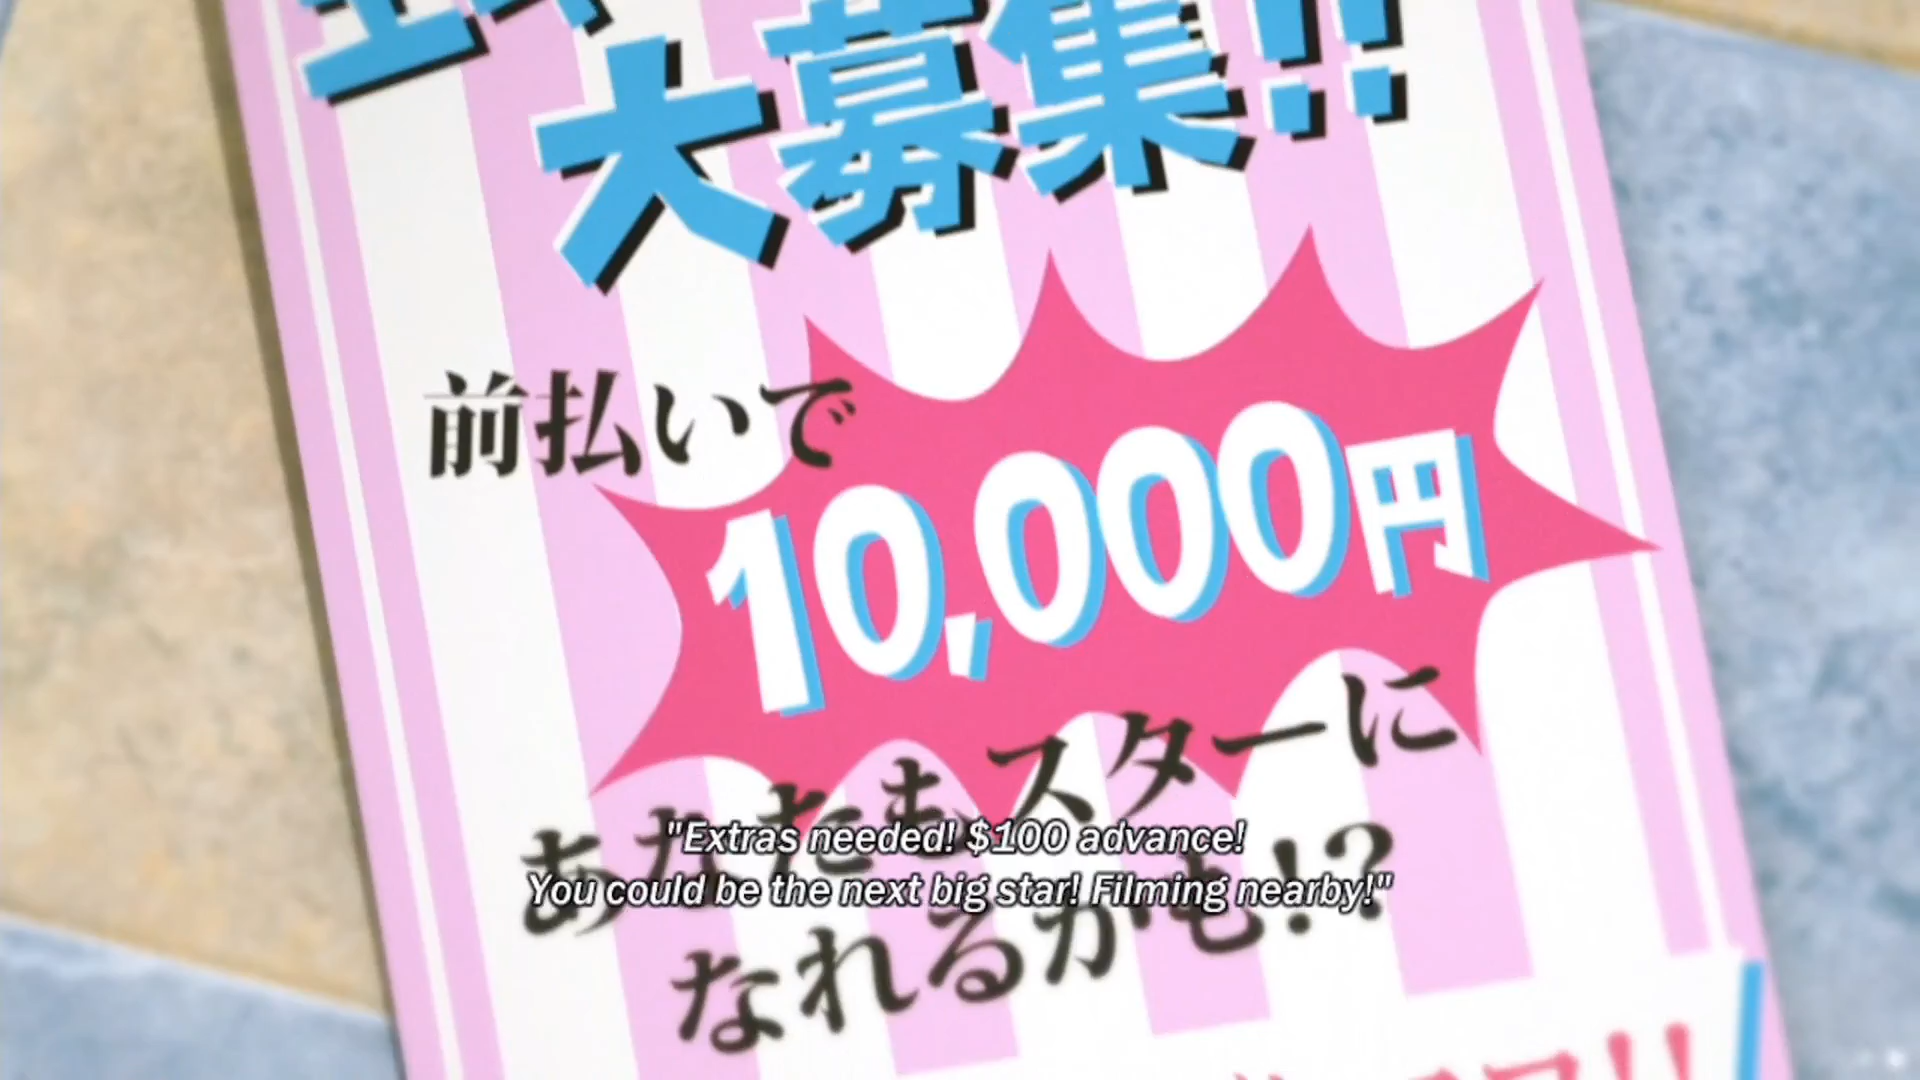 大募集!!
前払いで
10,000円
あなたもスターに
なれるかも!?
"Extras needed! $100 advance!
You could be the next big star! Filming nearby!"